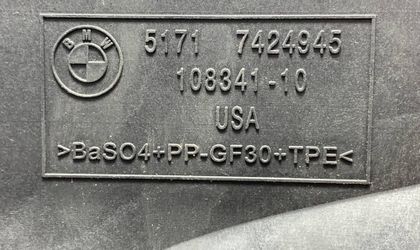 BMW
5171 7424945
108341-10
USA
>BaSO4+PP-GF30+TPE<